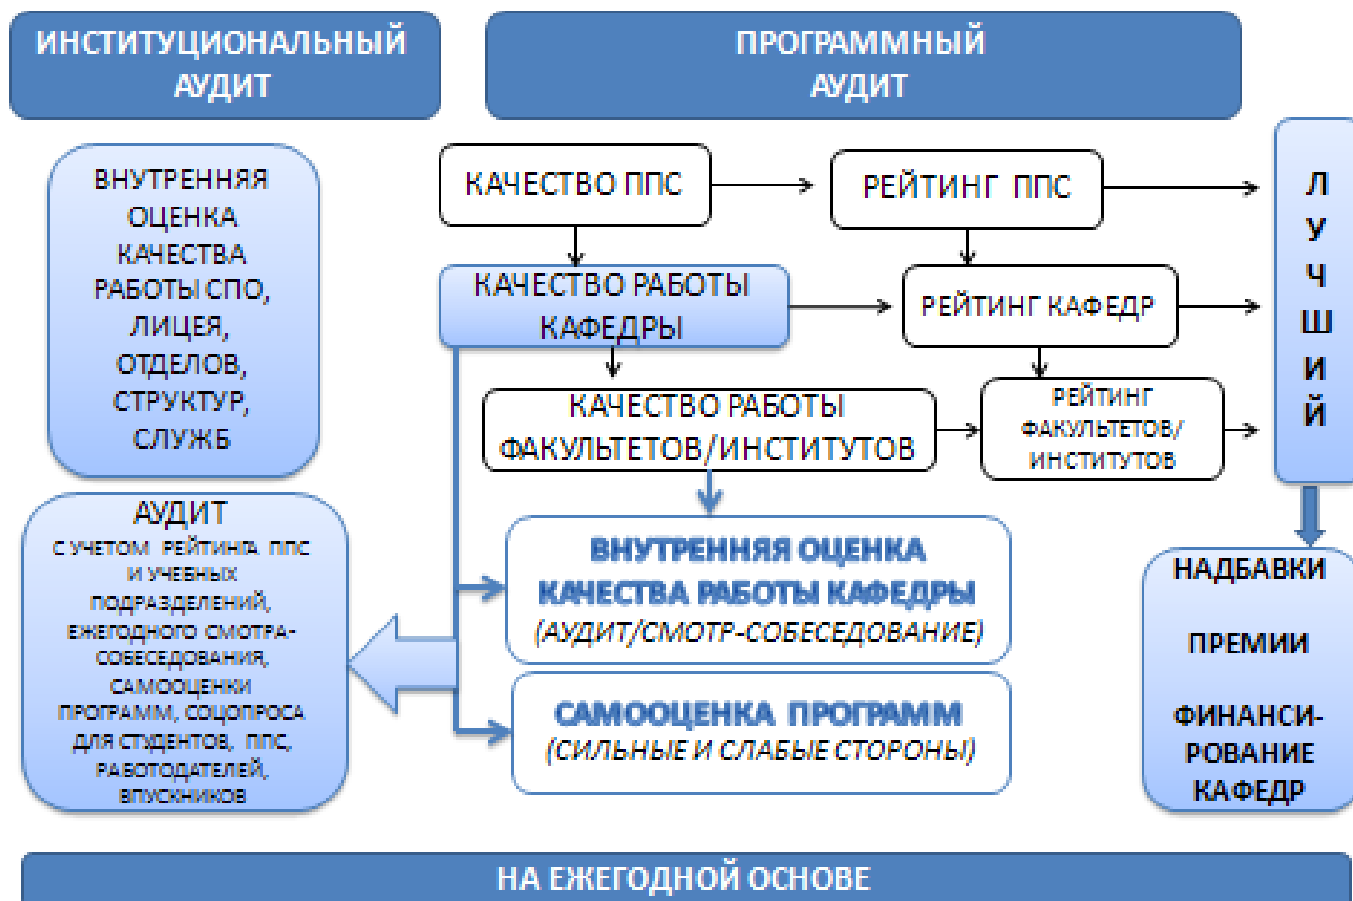 ИНСТИТУЦИОНАЛЬНЫЙ
АУДИТ
ПРОГРАММНЫЙ
АУДИТ
ВНУТРЕННЯЯ
ОЦЕНКА
КАЧЕСТВА
РАБОТЫ СПО,
ЛИЦЕЯ,
ОТДЕЛОВ,
СТРУКТУР,
СЛУЖБ
АУДИТ
С УЧЕТОМ РЕЙТИНГА ППС
И УЧЕБНЫХ
ПОДРАЗДЕЛЕНИЙ,
ЕЖЕГОДНОГО СМОТРА-
СОБЕСЕДОВАНИЯ,
САМООЦЕНКИ
ПРОГРАММ, СОЦОПРОСА
ДЛЯ СТУДЕНТОВ, ППС,
РАБОТОДАТЕЛЕЙ,
ВПУСКНИКОВ
КАЧЕСТВО ППС
РЕЙТИНГ ППС
КАЧЕСТВО РАБОТЫ
КАФЕДРЫ
РЕЙТИНГ КАФЕДР
КАЧЕСТВО РАБОТЫ
ФАКУЛЬТЕТОВ/ИНСТИТУТОВ
РЕЙТИНГ
ФАКУЛЬТЕТОВ/
ИНСТИТУТОВ
ВНУТРЕННЯЯ ОЦЕНКА
КАЧЕСТВА РАБОТЫ КАФЕДРЫ
(АУДИТ/СМОТР-СОБЕСЕДОВАНИЕ)
САМООЦЕНКА ПРОГРАММ
(СИЛЬНЫЕ И СЛАБЫЕ СТОРОНЫ)
Л
У
Ч
Ш
И
Й
НАДБАВКИ
ПРЕМИИ
ФИНАНСИ-
РОВАНИЕ
КАФЕДР
НА ЕЖЕГОДНОЙ ОСНОВЕ